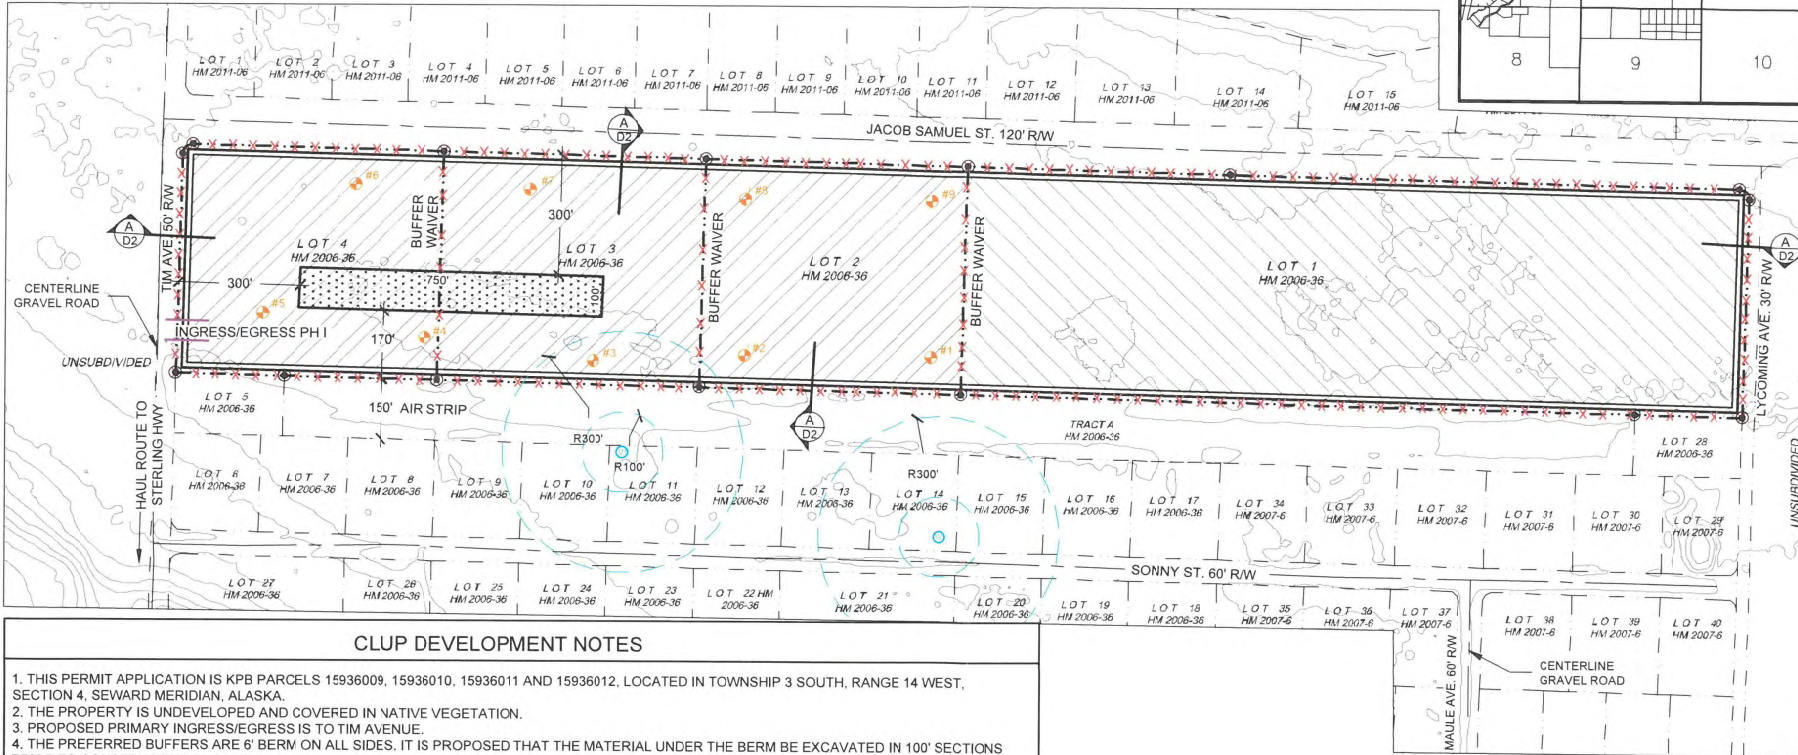 LOT 1
HM 2011-06
LOT 2
HM 2011-06
LOT 3
HM 2011-06
LOT 4
HM 2011-06
LOT 5
HM 2011-06
LOT 6
HM 2011-06
LOT 7
HM 2011-06
LOT 8
HM 2011-06
LOT 9
HM 2011-06
LOT 10
HM 2011-06
LOT 11
HM 2011-06
LOT 12
HM 2011-06
LOT 13
HM 2011-06
LOT 14
HM 2011-06
LOT 15
HM 2011-06
8
9
10
JACOB SAMUEL ST. 120' R/W
A
D2
TIM AVE 50' R/W
#6
#7
#8
#9
BUFFER
WAIVER
300'
BUFFER WAIVER
BUFFER WAIVER
A
D2
LOT 4
HM 2006-36
LOT 3
HM 2006-36
LOT 2
HM 2006-36
LOT 1
HM 2006-36
A
D2
LYCOMING AVE. 30' R/W
CENTERLINE
GRAVEL ROAD
300'
750'
100'
#5
INGRESS/EGRESS PH I
170'
#4
#3
#2
#1
UNSUBDIVIDED
LOT 5
HM 2006-36
150' AIR STRIP
R300'
R100'
A
D2
R300'
TRACT A
HM 2006-36
LOT 28
HM 2006-36
UNSUBDIVIDED
HAUL ROUTE TO
STERLING HWY
LOT 6
HM 2006-36
LOT 7
HM 2006-36
LOT 8
HM 2006-36
LOT 9
HM 2006-36
LOT 10
HM 2006-36
LOT 11
HM 2006-36
LOT 12
HM 2006-36
LOT 13
HM 2006-36
LOT 14
HM 2006-36
LOT 15
HM 2006-36
LOT 16
HM 2006-36
LOT 17
HM 2006-36
LOT 34
HM 2007-6
LOT 33
HM 2007-6
LOT 32
HM 2007-6
LOT 31
HM 2007-6
LOT 30
HM 2007-6
LOT 29
HM 2007-6
SONNY ST. 60' R/W
LOT 27
HM 2006-36
LOT 26
HM 2006-36
LOT 25
HM 2006-36
LOT 24
HM 2006-36
LOT 23
HM 2006-36
LOT 22 HM
2006-36
LOT 21
HM 2006-36
LOT 20
HM 2006-36
LOT 19
HM 2006-36
LOT 18
HM 2006-36
LOT 35
HM 2007-6
LOT 36
HM 2007-6
LOT 37
HM 2007-6
LOT 38
HM 2007-6
LOT 39
HM 2007-6
LOT 40
HM 2007-6
MAULE AVE. 60' R/W
CENTERLINE
GRAVEL ROAD
CLUP DEVELOPMENT NOTES
1. THIS PERMIT APPLICATION IS KPB PARCELS 15936009, 15936010, 15936011 AND 15936012, LOCATED IN TOWNSHIP 3 SOUTH, RANGE 14 WEST,
SECTION 4, SEWARD MERIDIAN, ALASKA.
2. THE PROPERTY IS UNDEVELOPED AND COVERED IN NATIVE VEGETATION.
3. PROPOSED PRIMARY INGRESS/EGRESS IS TO TIM AVENUE.
4. THE PREFERRED BUFFERS ARE 6' BERM ON ALL SIDES. IT IS PROPOSED THAT THE MATERIAL UNDER THE BERM BE EXCAVATED IN 100' SECTIONS